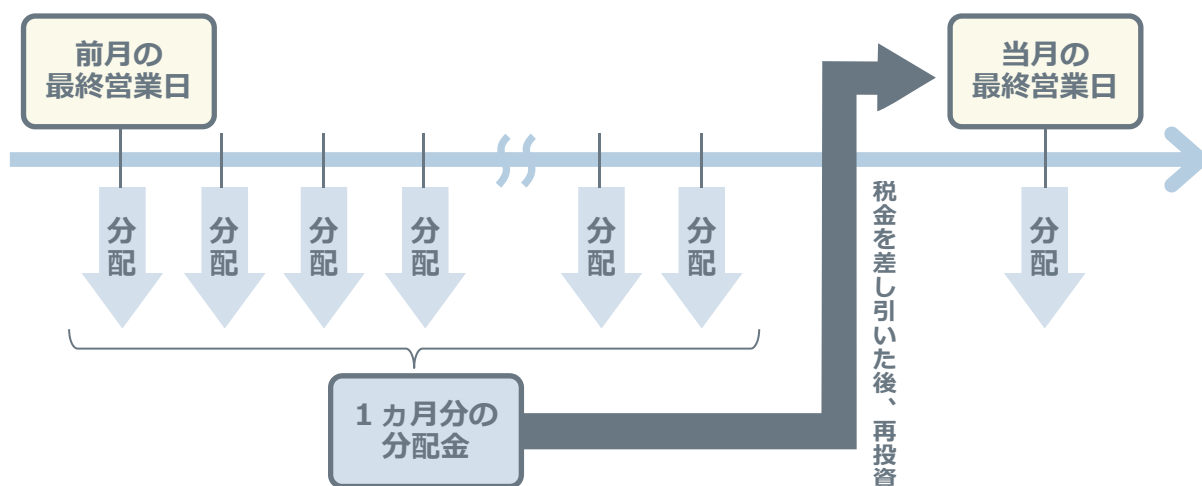 前月の
最終営業日
当月の
最終営業日
分配
分配
分配
分配
分配
分配
分配
税金を差し引いた後、再投資
1ヵ月分の
分配金